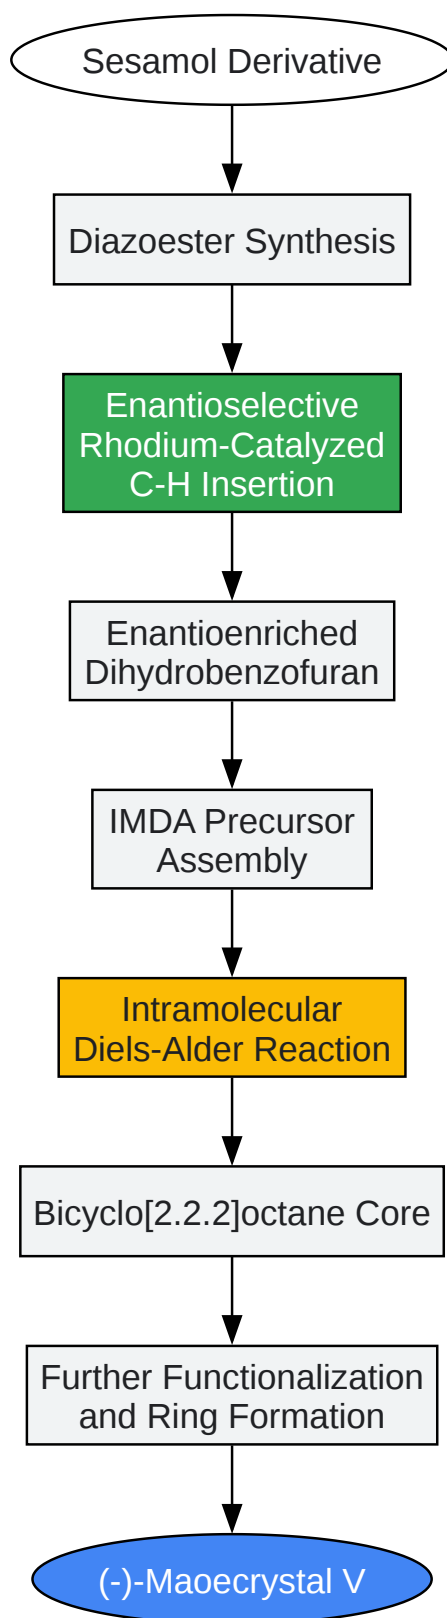 Sesamol Derivative
Diazoester Synthesis
Enantioselective
Rhodium-Catalyzed
C-H Insertion
Enantioenriched
Dihydrobenzofuran
IMDA Precursor
Assembly
Intramolecular
Diels-Alder Reaction
Bicyclo[2.2.2]octane Core
Further Functionalization
and Ring Formation
(-)-Maoecrystal V